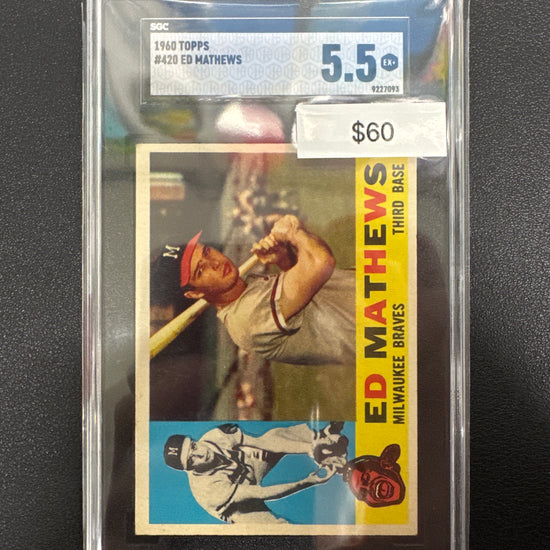 SGC
1960 TOPPS
#420 ED MATHEWS
5.5 EX+
9227093
$60
M
ED MATHEWS
MILWAUKEE BRAVES THIRD BASE
M